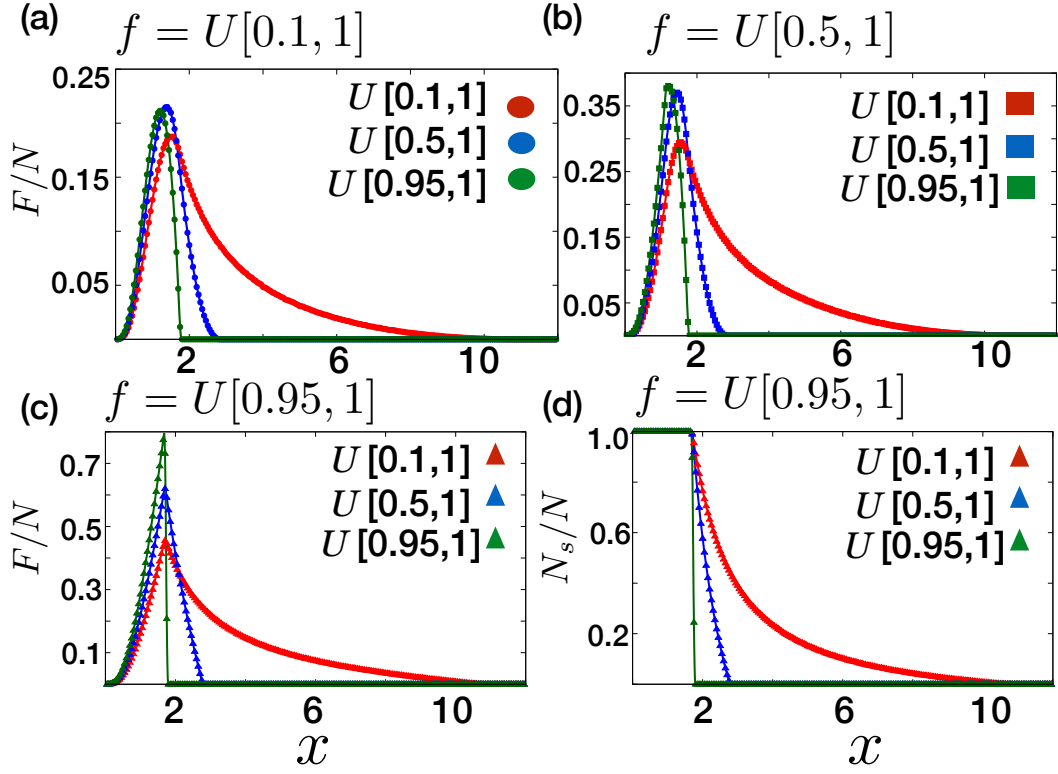 (a)
f = U[0.1, 1]
0.25
0.15
0.05
F/N
U [0.1,1]
U [0.5,1]
U [0.95,1]
2 6 10
(b)
f = U[0.5, 1]
0.35
0.25
0.15
0.05
U [0.1,1]
U [0.5,1]
U [0.95,1]
2 6 10
(c)
f = U[0.95, 1]
0.7
0.5
0.3
0.1
F/N
U [0.1,1]
U [0.5,1]
U [0.95,1]
2 6 10
x
(d)
f = U[0.95, 1]
1.0
0.6
0.2
N_s/N
U [0.1,1]
U [0.5,1]
U [0.95,1]
2 6 10
x